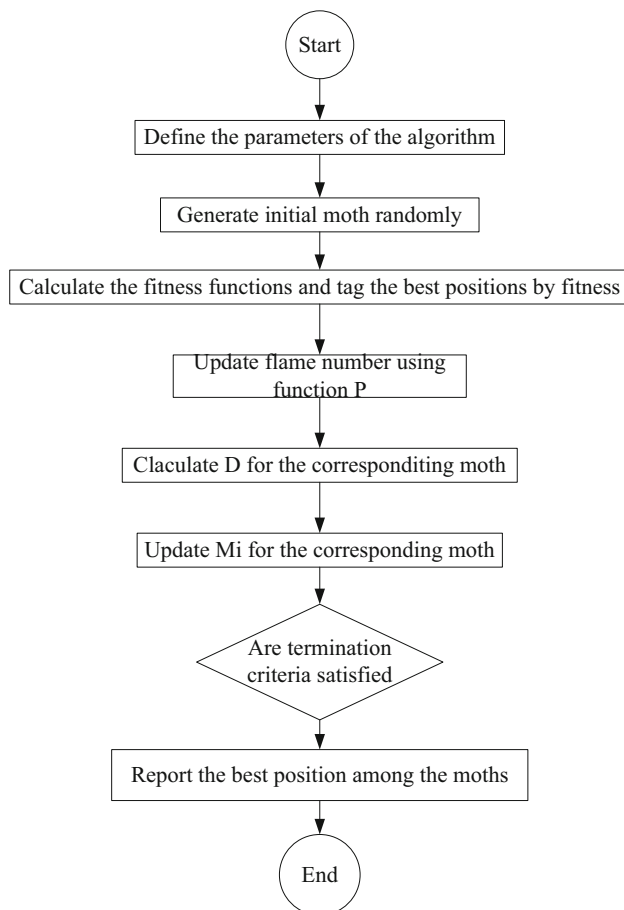 Start
Define the parameters of the algorithm
Generate initial moth randomly
Calculate the fitness functions and tag the best positions by fitness
Update flame number using
function P
Claculate D for the corresponditing moth
Update Mi for the corresponding moth
Are termination
criteria satisfied
Report the best position among the moths
End